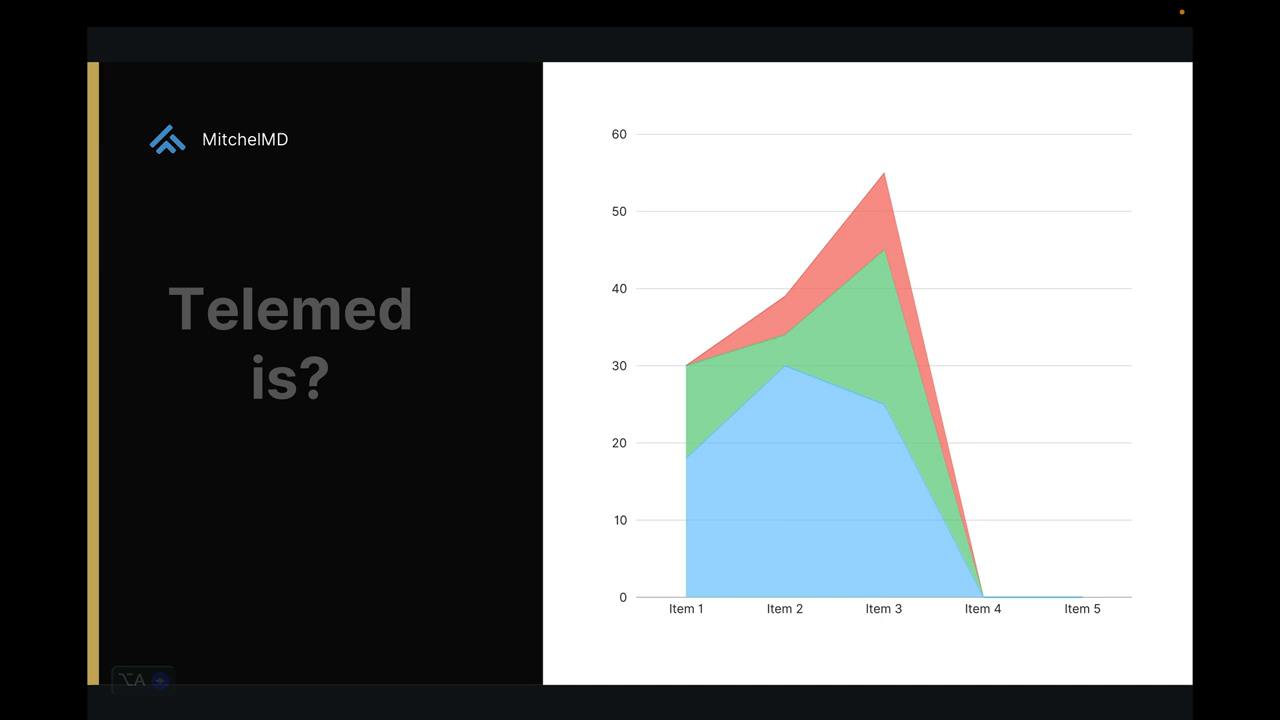 MitchelMD
Telemed
is?
60
50
40
30
20
10
0
Item 1 Item 2 Item 3 Item 4 Item 5
⌥A